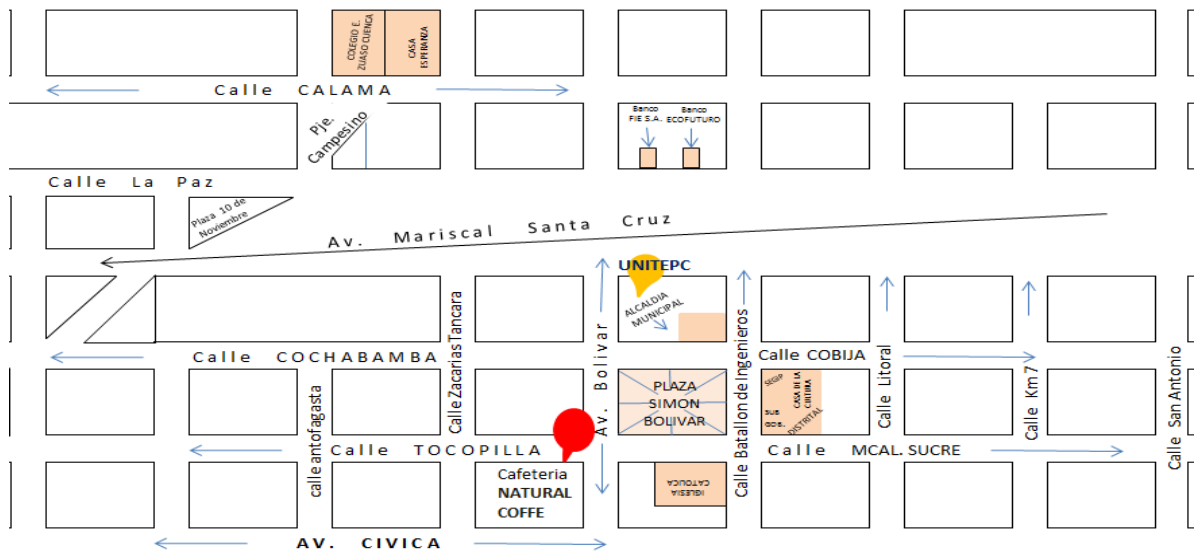 COLEGIO E.
ZUASO CUENCA
CASA
ESPERANZA
Calle CALAMA
Pje.
Campesino
Banco
FIE S.A.
Banco
ECOFUTURO
Calle La Paz
Plaza 10 de
Noviembre
Av. Mariscal Santa Cruz
UNITEPC
ALCALDIA
MUNICIPAL
Calle COCHABAMBA
Calle Zacarias Tancara
Av. Bolivar
Calle Batallon de Ingenieros
Calle COBIJA
Calle Litoral
Calle Km 7
Calle San Antonio
calle antofagasta
PLAZA
SIMON
BOLIVAR
SEGIP
CASA DE LA
CULTURA
SUB
GOB.
DISTRITAL
Calle TOCOPILLA
Calle MCAL. SUCRE
Cafeteria
NATURAL
COFFE
IGLESIA
CATOLICA
AV. CIVICA